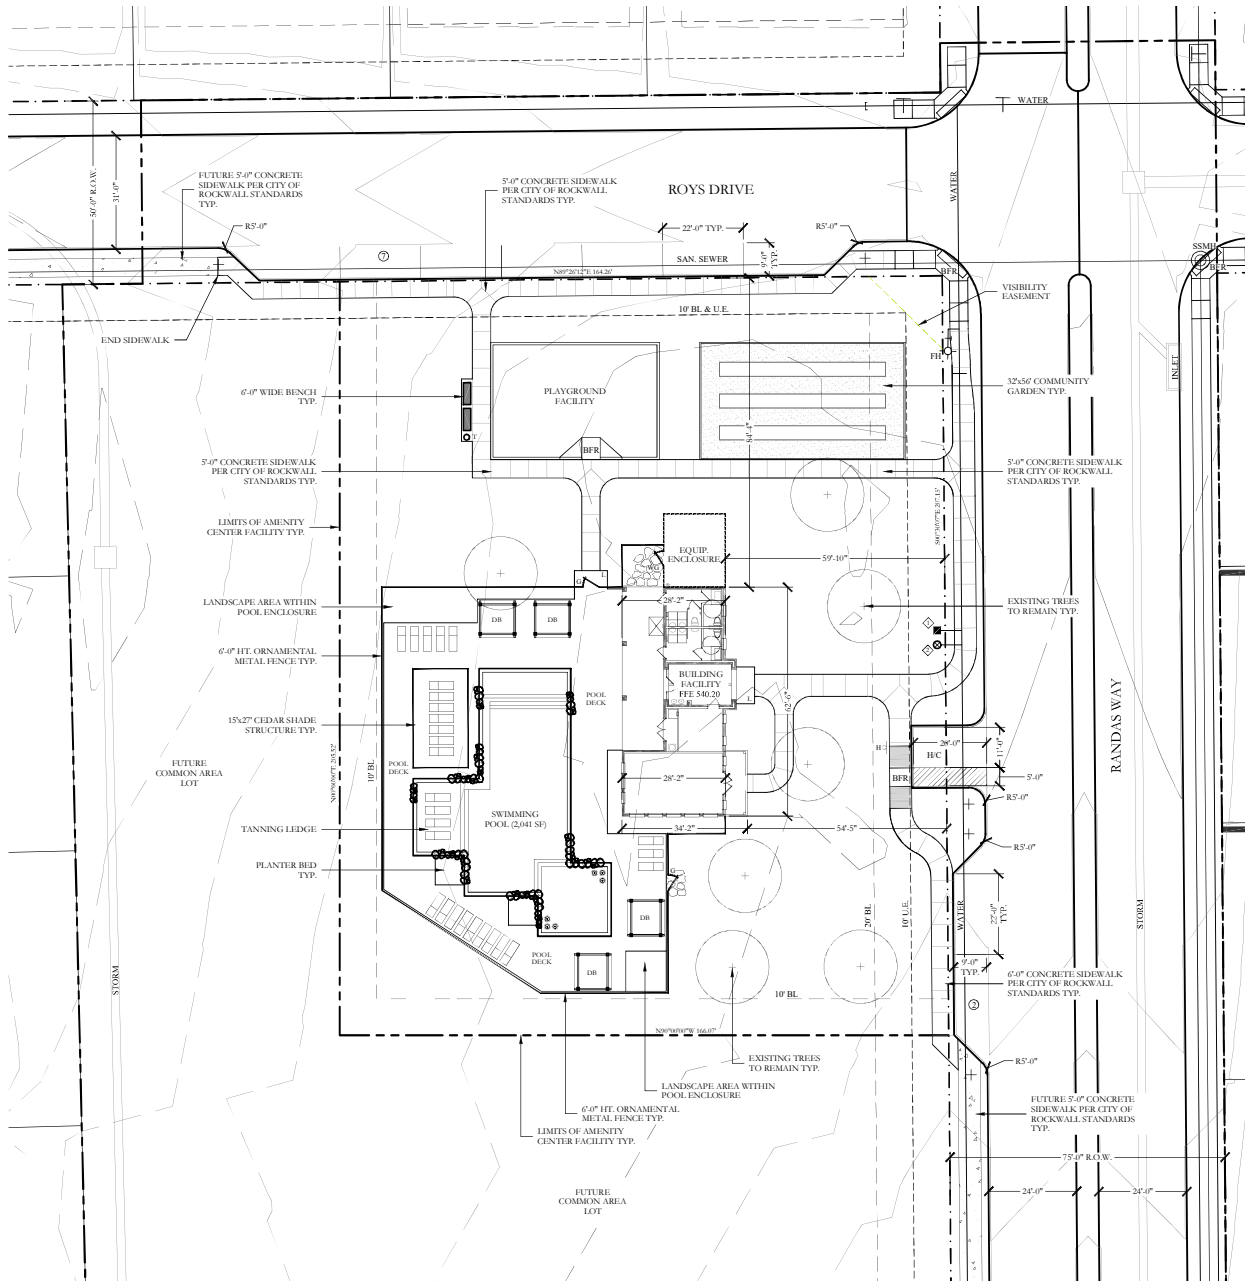 WATER
FUTURE 5'-0" CONCRETE
SIDEWALK PER CITY OF
ROCKWALL STANDARDS
TYP.
5'-0" CONCRETE SIDEWALK
PER CITY OF ROCKWALL
STANDARDS TYP.
ROYS DRIVE
WATER
50'-0" R.O.W.
31'-0"
R5'-0"
22'-0" TYP.
R5'-0"
7
SAN. SEWER
9'-0"
TYP.
SSMH
BFR
BFR
N89°26'12"E 164.26'
VISIBILITY
EASEMENT
10' BL & U.E.
END SIDEWALK
FH
INLET
6'-0" WIDE BENCH
TYP.
PLAYGROUND
FACILITY
32'x56' COMMUNITY
GARDEN TYP.
T
84'-4"
BFR
5'-0" CONCRETE SIDEWALK
PER CITY OF ROCKWALL
STANDARDS TYP.
5'-0" CONCRETE SIDEWALK
PER CITY OF ROCKWALL
STANDARDS TYP.
LIMITS OF AMENITY
CENTER FACILITY TYP.
EQUIP.
ENCLOSURE
WG
59'-10"
G
L
28'-2"
LANDSCAPE AREA WITHIN
POOL ENCLOSURE
DB
DB
EXISTING TREES
TO REMAIN TYP.
1
2
6'-0" HT. ORNAMENTAL
METAL FENCE TYP.
BUILDING
FACILITY
FFE 540.20
POOL
DECK
L
62'-6"
RANDAS WAY
15'x27' CEDAR SHADE
STRUCTURE TYP.
POOL
DECK
10' BL
FUTURE
COMMON AREA
LOT
H
26'-0"
H/C
11'-0"
BFR
5'-0"
28'-2"
R5'-0"
TANNING LEDGE
SWIMMING
POOL (2,041 SF)
34'-2"
54'-5"
R5'-0"
PLANTER BED
TYP.
G
DB
20' BL
10' U.E.
WATER
22'-0"
TYP.
STORM
POOL
DECK
DB
9'-0"
TYP.
STORM
6'-0" CONCRETE SIDEWALK
PER CITY OF ROCKWALL
STANDARDS TYP.
10' BL
2
N90°00'00"W 166.07'
EXISTING TREES
TO REMAIN TYP.
R5'-0"
LANDSCAPE AREA WITHIN
POOL ENCLOSURE
6'-0" HT. ORNAMENTAL
METAL FENCE TYP.
FUTURE 5'-0" CONCRETE
SIDEWALK PER CITY OF
ROCKWALL STANDARDS
TYP.
LIMITS OF AMENITY
CENTER FACILITY TYP.
75'-0" R.O.W.
FUTURE
COMMON AREA
LOT
24'-0"
24'-0"